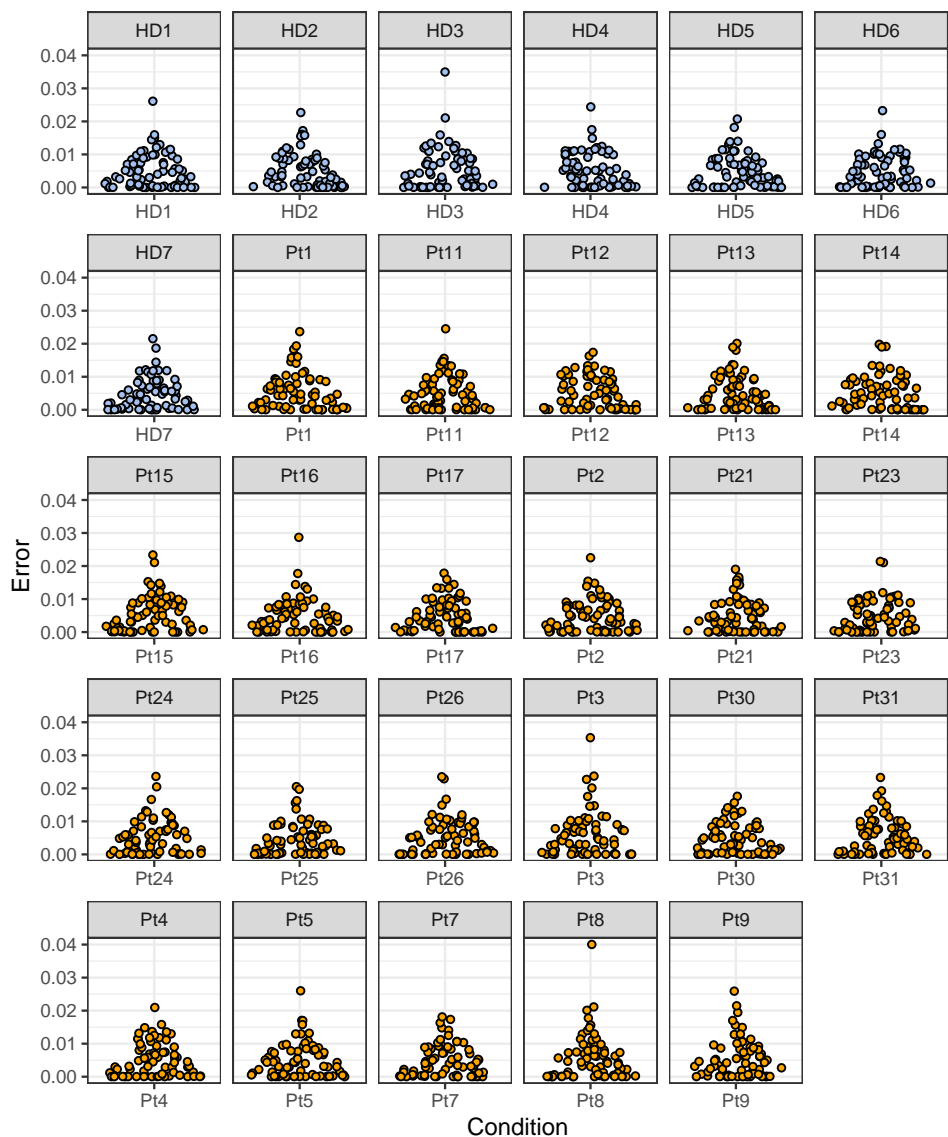 HD1 HD2 HD3 HD4 HD5 HD6
0.04
0.03
0.02
0.01
0.00
HD1 HD2 HD3 HD4 HD5 HD6
HD7 Pt1 Pt11 Pt12 Pt13 Pt14
0.04
0.03
0.02
0.01
0.00
HD7 Pt1 Pt11 Pt12 Pt13 Pt14
Pt15 Pt16 Pt17 Pt2 Pt21 Pt23
0.04
0.03
0.02
0.01
0.00
Pt15 Pt16 Pt17 Pt2 Pt21 Pt23
Error
Pt24 Pt25 Pt26 Pt3 Pt30 Pt31
0.04
0.03
0.02
0.01
0.00
Pt24 Pt25 Pt26 Pt3 Pt30 Pt31
Pt4 Pt5 Pt7 Pt8 Pt9
0.04
0.03
0.02
0.01
0.00
Pt4 Pt5 Pt7 Pt8 Pt9
Condition